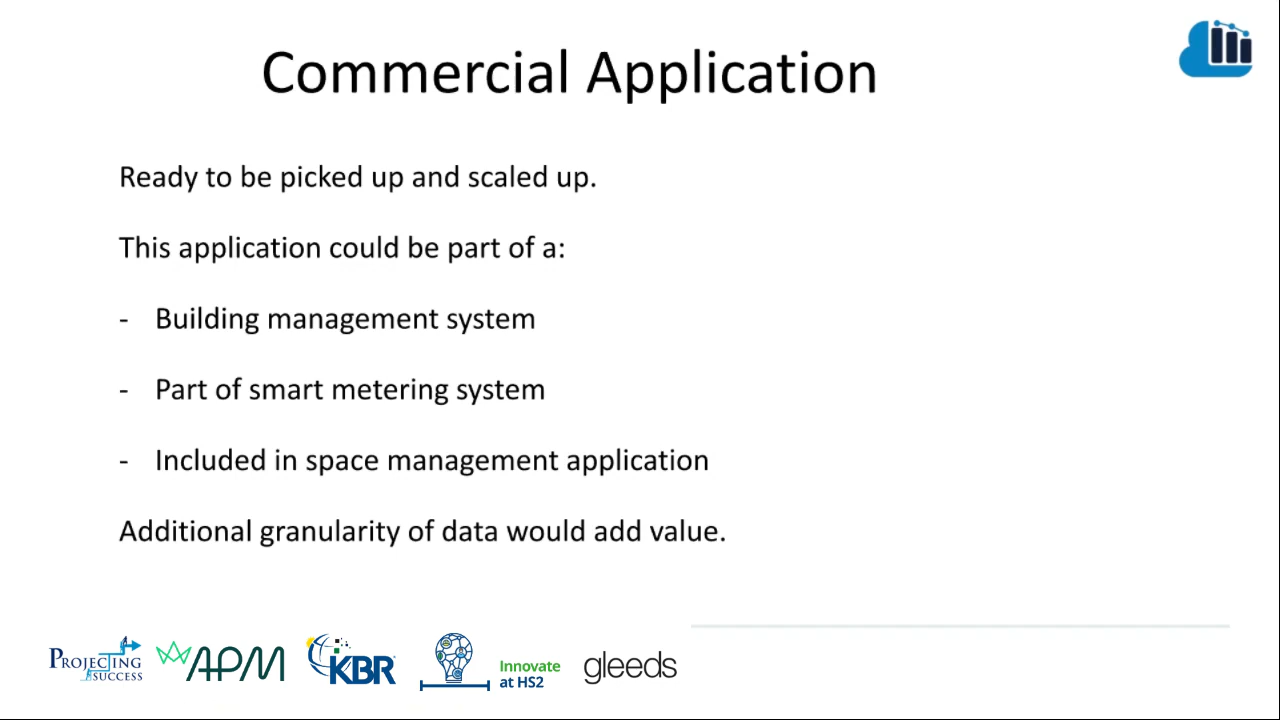 Commercial Application
Ready to be picked up and scaled up.
This application could be part of a:
- Building management system
- Part of smart metering system
- Included in space management application
Additional granularity of data would add value.
PROJECTING
SUCCESS
APM
KBR
Innovate
at HS2
gleeds